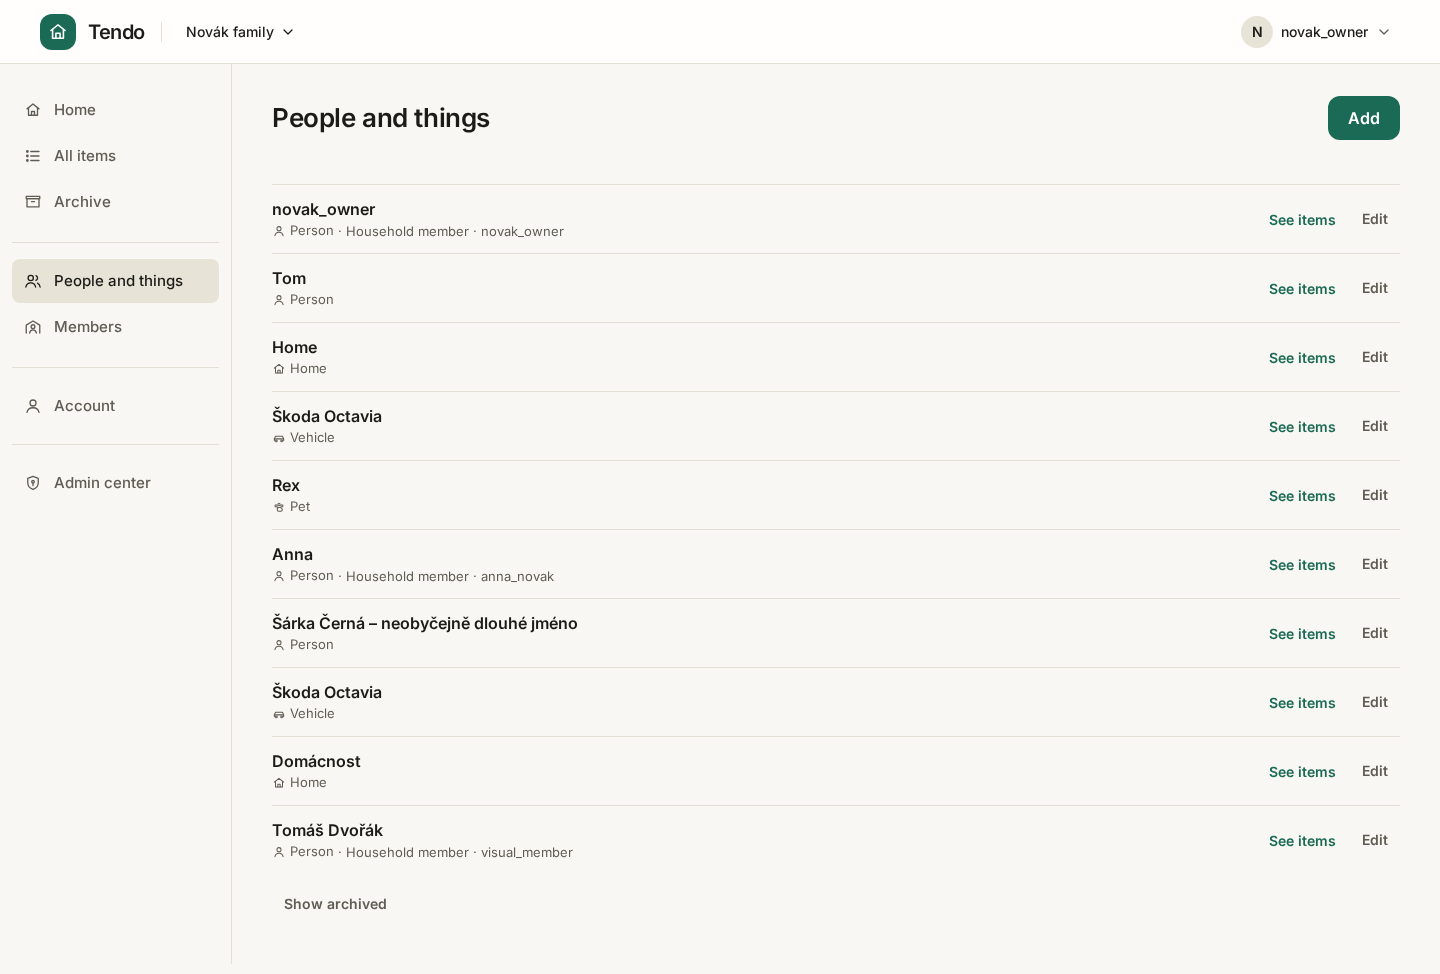 Tendo
Novák family
N novak_owner
Home
All items
Archive
People and things
Members
Account
Admin center
People and things
Add
novak_owner
Person · Household member · novak_owner
See items Edit
Tom
Person
See items Edit
Home
Home
See items Edit
Škoda Octavia
Vehicle
See items Edit
Rex
Pet
See items Edit
Anna
Person · Household member · anna_novak
See items Edit
Šárka Černá – neobyčejně dlouhé jméno
Person
See items Edit
Škoda Octavia
Vehicle
See items Edit
Domácnost
Home
See items Edit
Tomáš Dvořák
Person · Household member · visual_member
See items Edit
Show archived